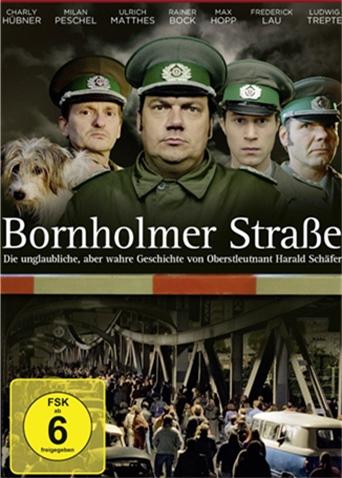 CHARLY MILAN ULRICH RAINER MAX FREDERICK LUDWIG
HÜBNER PESCHEL MATTHES BOCK HOPP LAU TREPTE
Bornholmer Straße
Die unglaubliche, aber wahre Geschichte von Oberstleutnant Harald Schäfer
FSK
ab
6
freigegeben